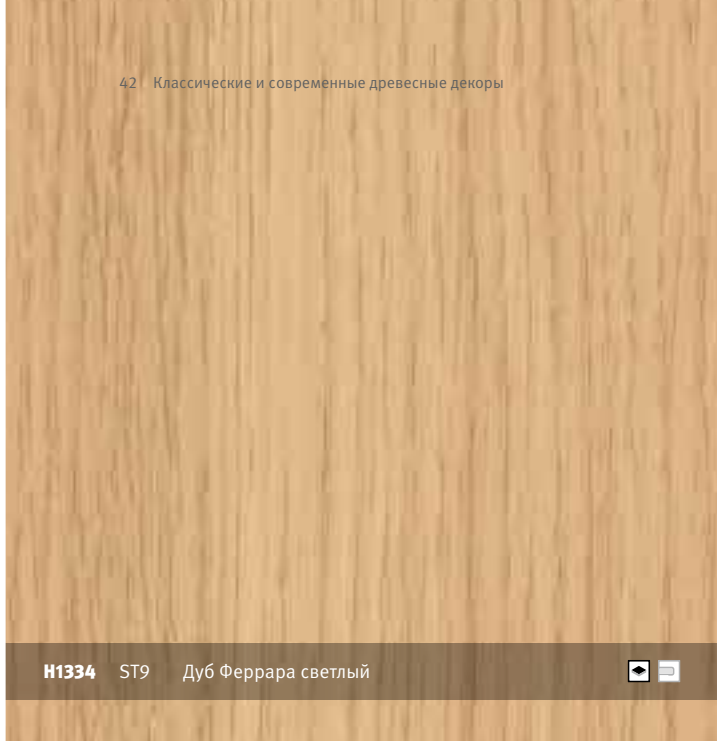 42 Классические и современные древесные декоры
H1334 ST9 Дуб Феррара светлый